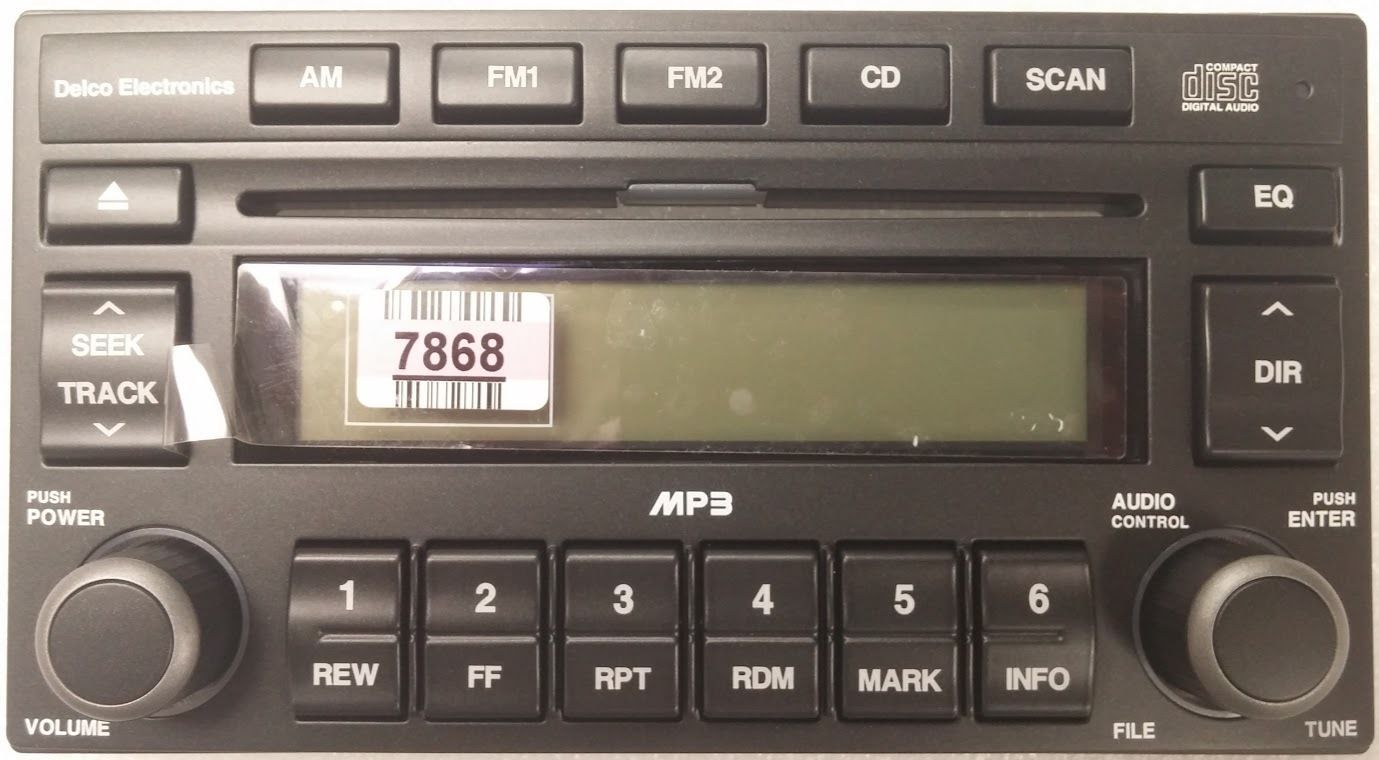 Delco Electronics
AM
FM1
FM2
CD
SCAN
COMPACT
disc
DIGITAL AUDIO
EQ
SEEK
TRACK
7868
DIR
PUSH
POWER
MP3
AUDIO
CONTROL
PUSH
ENTER
1
2
3
4
5
6
REW
FF
RPT
RDM
MARK
INFO
VOLUME
FILE
TUNE